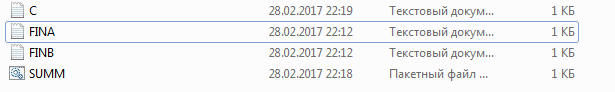 C 28.02.2017 22:19 Текстовый докум... 1 КБ
FINA 28.02.2017 22:12 Текстовый докум... 1 КБ
FINB 28.02.2017 22:12 Текстовый докум... 1 КБ
SUMM 28.02.2017 22:18 Пакетный файл ... 1 КБ